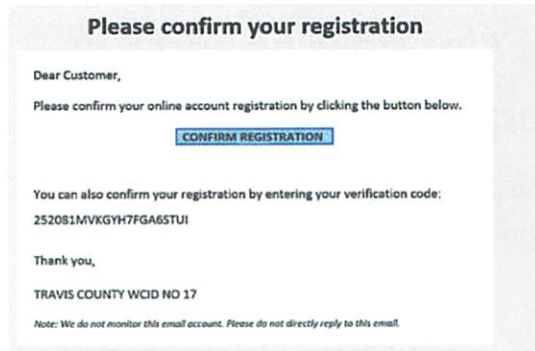 Please confirm your registration
Dear Customer,
Please confirm your online account registration by clicking the button below.
CONFIRM REGISTRATION
You can also confirm your registration by entering your verification code:
252081MVKGYH7FGA6STUI
Thank you,
TRAVIS COUNTY WCID NO 17
Note: We do not monitor this email account. Please do not directly reply to this email.